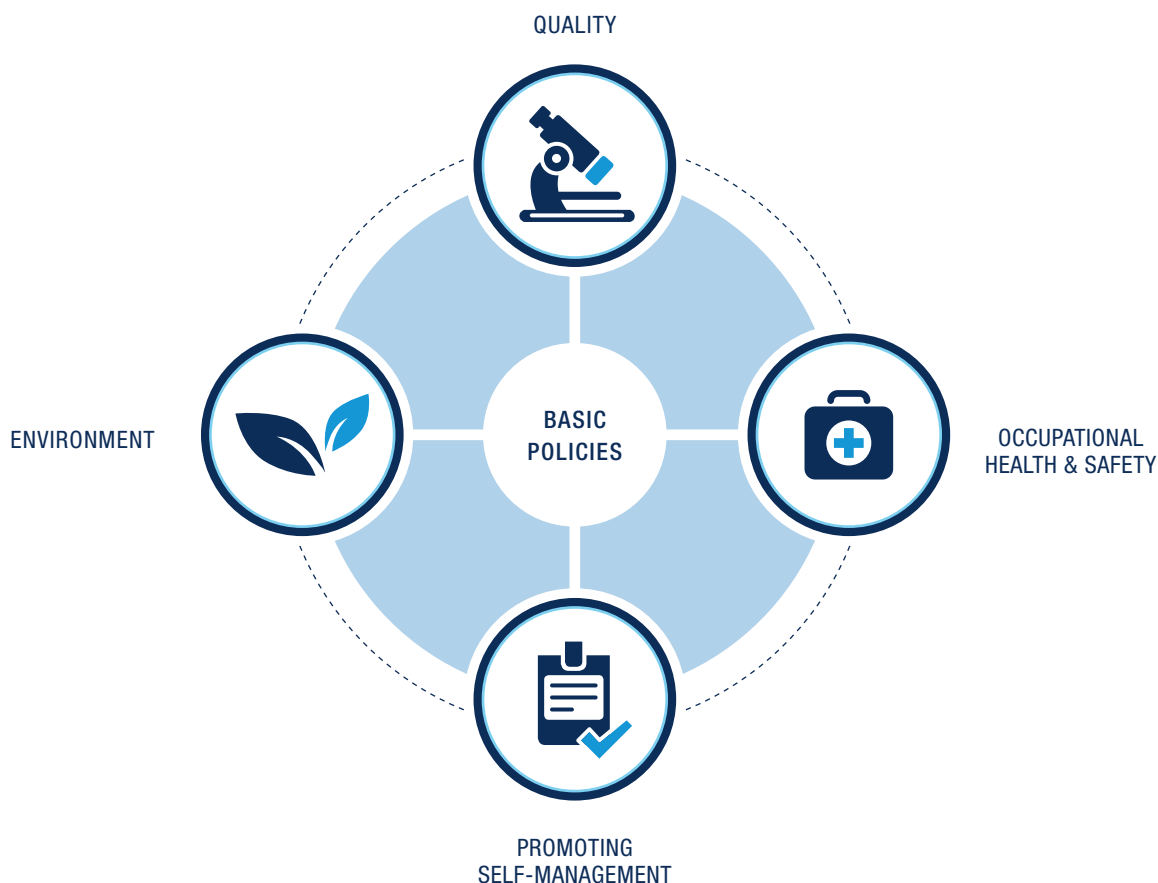 QUALITY
ENVIRONMENT
BASIC
POLICIES
OCCUPATIONAL
HEALTH & SAFETY
PROMOTING
SELF-MANAGEMENT